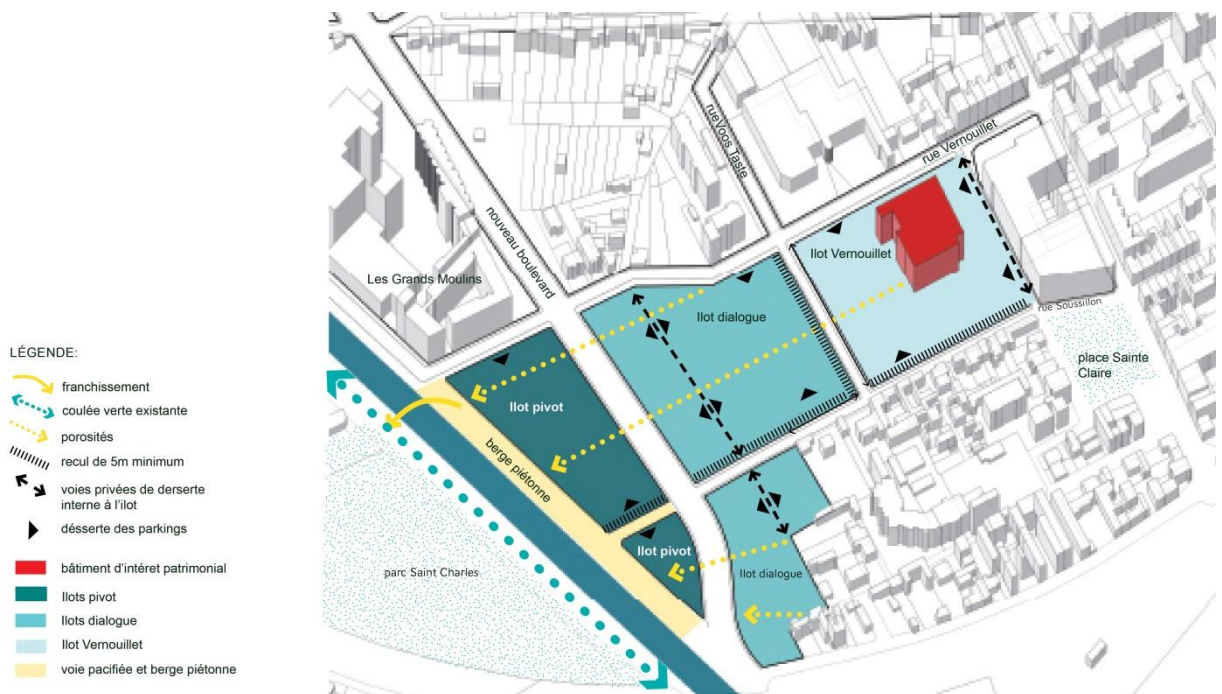 rueVoos Taste
rue Vernouillet
nouveau boulevard
Ilot Vernouillet
Les Grands Moulins
Ilot dialogue
rue Soussillon
place Sainte
Claire
Ilot pivot
berge piétonne
Ilot pivot
Ilot dialogue
parc Saint Charles
LÉGENDE:
franchissement
coulée verte existante
porosités
recul de 5m minimum
voies privées de derserte
interne à l'ilot
désserte des parkings
bâtiment d'intéret patrimonial
Ilots pivot
Ilots dialogue
Ilot Vernouillet
voie pacifiée et berge piétonne